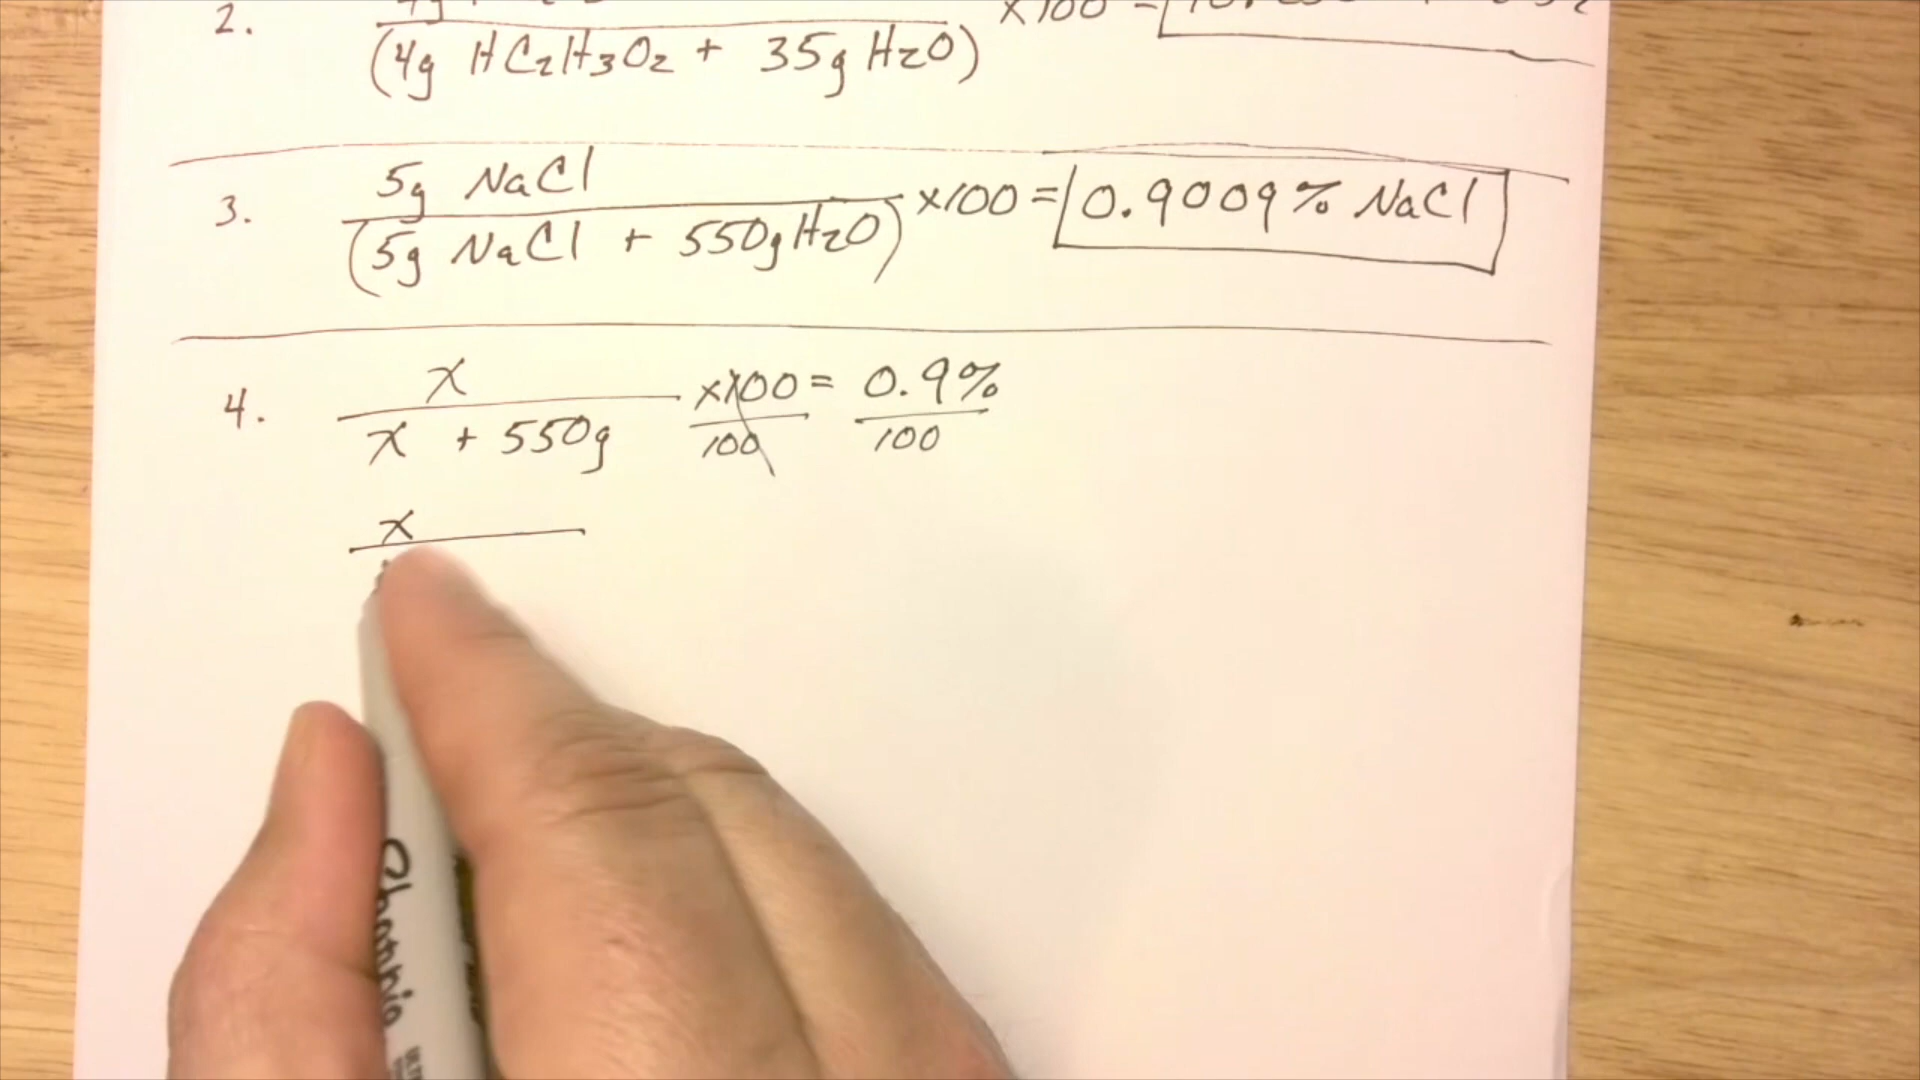 2.
(4g HC2H3O2 + 35g H2O) x100 =
3. 5g NaCl
(5g NaCl + 550g H2O) x100 = 0.9009% NaCl
4. x
x + 550g x100 = 0.9%
100 100
x
Sharpie